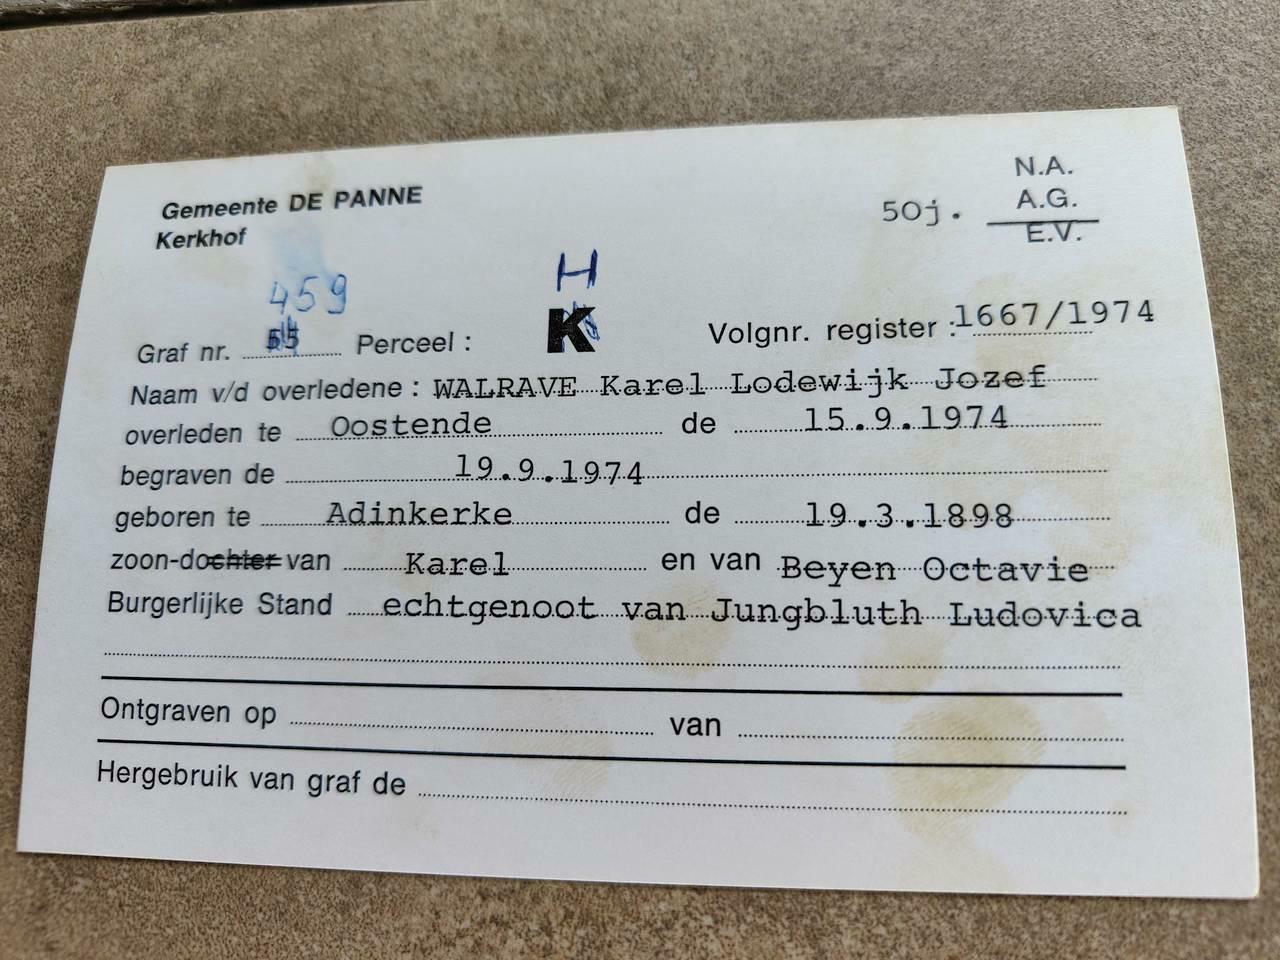 Gemeente DE PANNE
Kerkhof
50j.
N.A.
A.G.
E.V.
459
H
Graf nr. 55 Perceel : K Volgnr. register : 1667/1974
Naam v/d overledene : WALRAVE Karel Lodewijk Jozef
overleden te Oostende de 15.9.1974
begraven de 19.9.1974
geboren te Adinkerke de 19.3.1898
zoon-dochter van Karel en van Beyen Octavie
Burgerlijke Stand echtgenoot van Jungbluth Ludovica
Ontgraven op van
Hergebruik van graf de